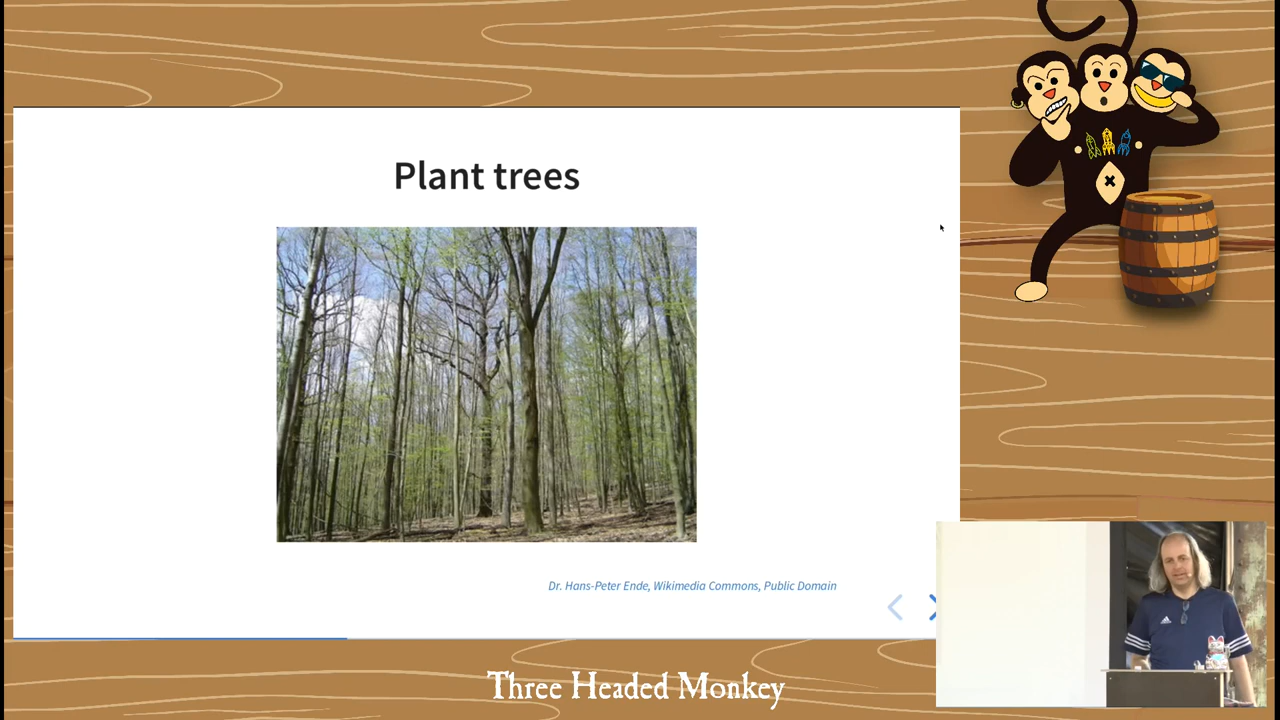 Plant trees
Dr. Hans-Peter Ende, Wikimedia Commons, Public Domain
Three Headed Monkey